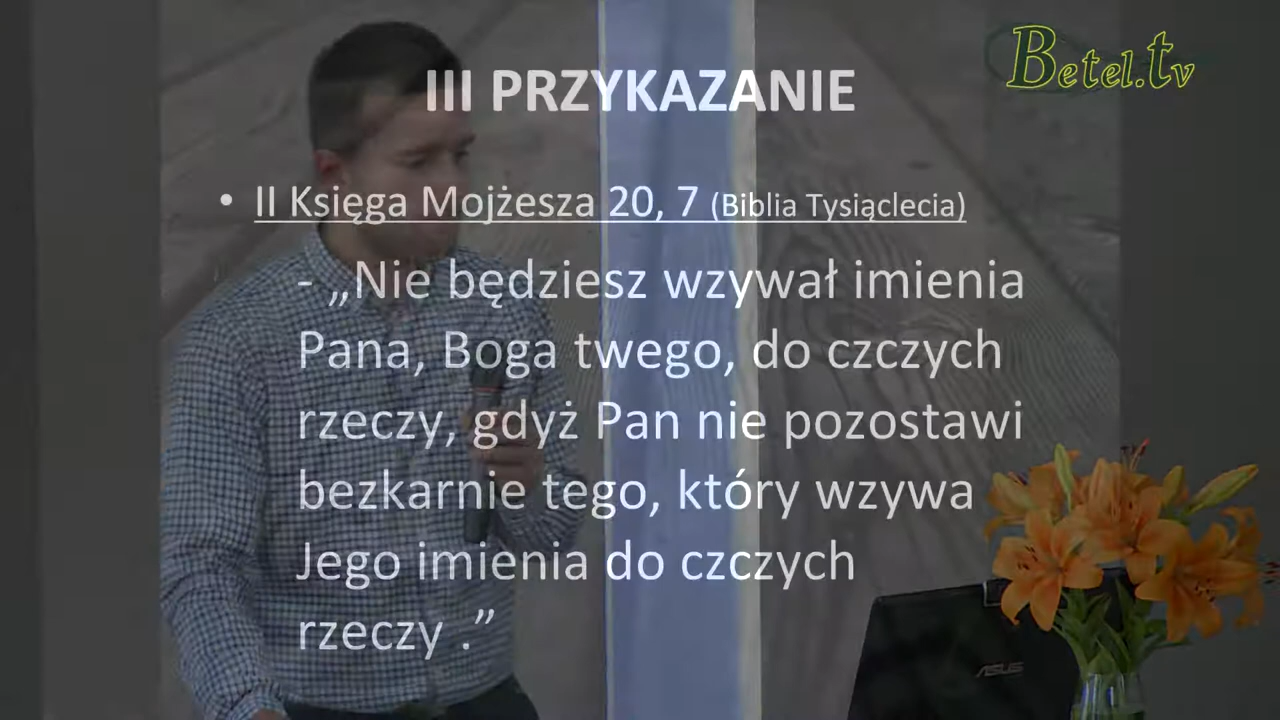 Betel.tv
III PRZYKAZANIE
• II Księga Mojżesza 20, 7 (Biblia Tysiąclecia)
- „Nie będziesz wzywał imienia
Pana, Boga twego, do czczych
rzeczy, gdyż Pan nie pozostawi
bezkarnie tego, który wzywa
Jego imienia do czczych
rzeczy .”
ASUS